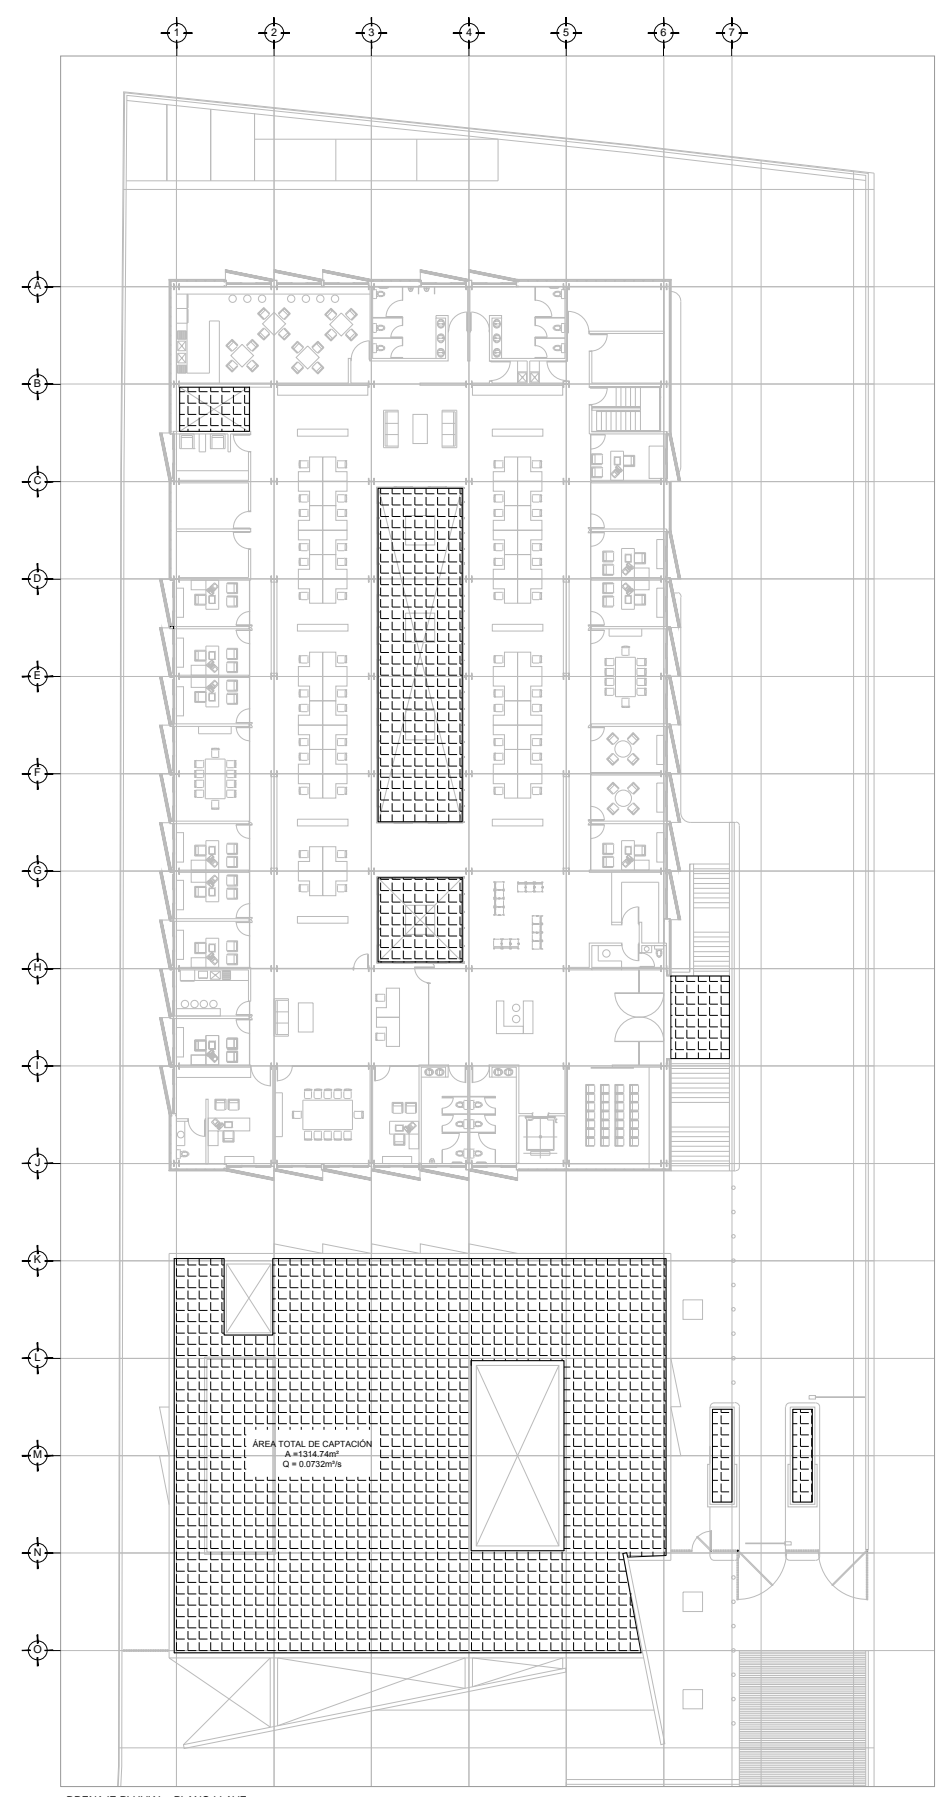 1 2 3 4 5 6 7
A
B
C
D
E
F
G
H
I
J
K
L
ÁREA TOTAL DE CAPTACIÓN
A =1314.74m²
M
Q = 0.0732m³/s
N
O